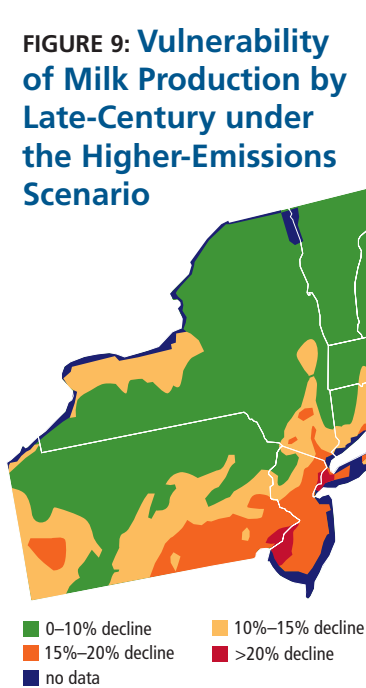 FIGURE 9: Vulnerability
of Milk Production by
Late-Century under
the Higher-Emissions
Scenario
0–10% decline
10%–15% decline
15%–20% decline
>20% decline
no data